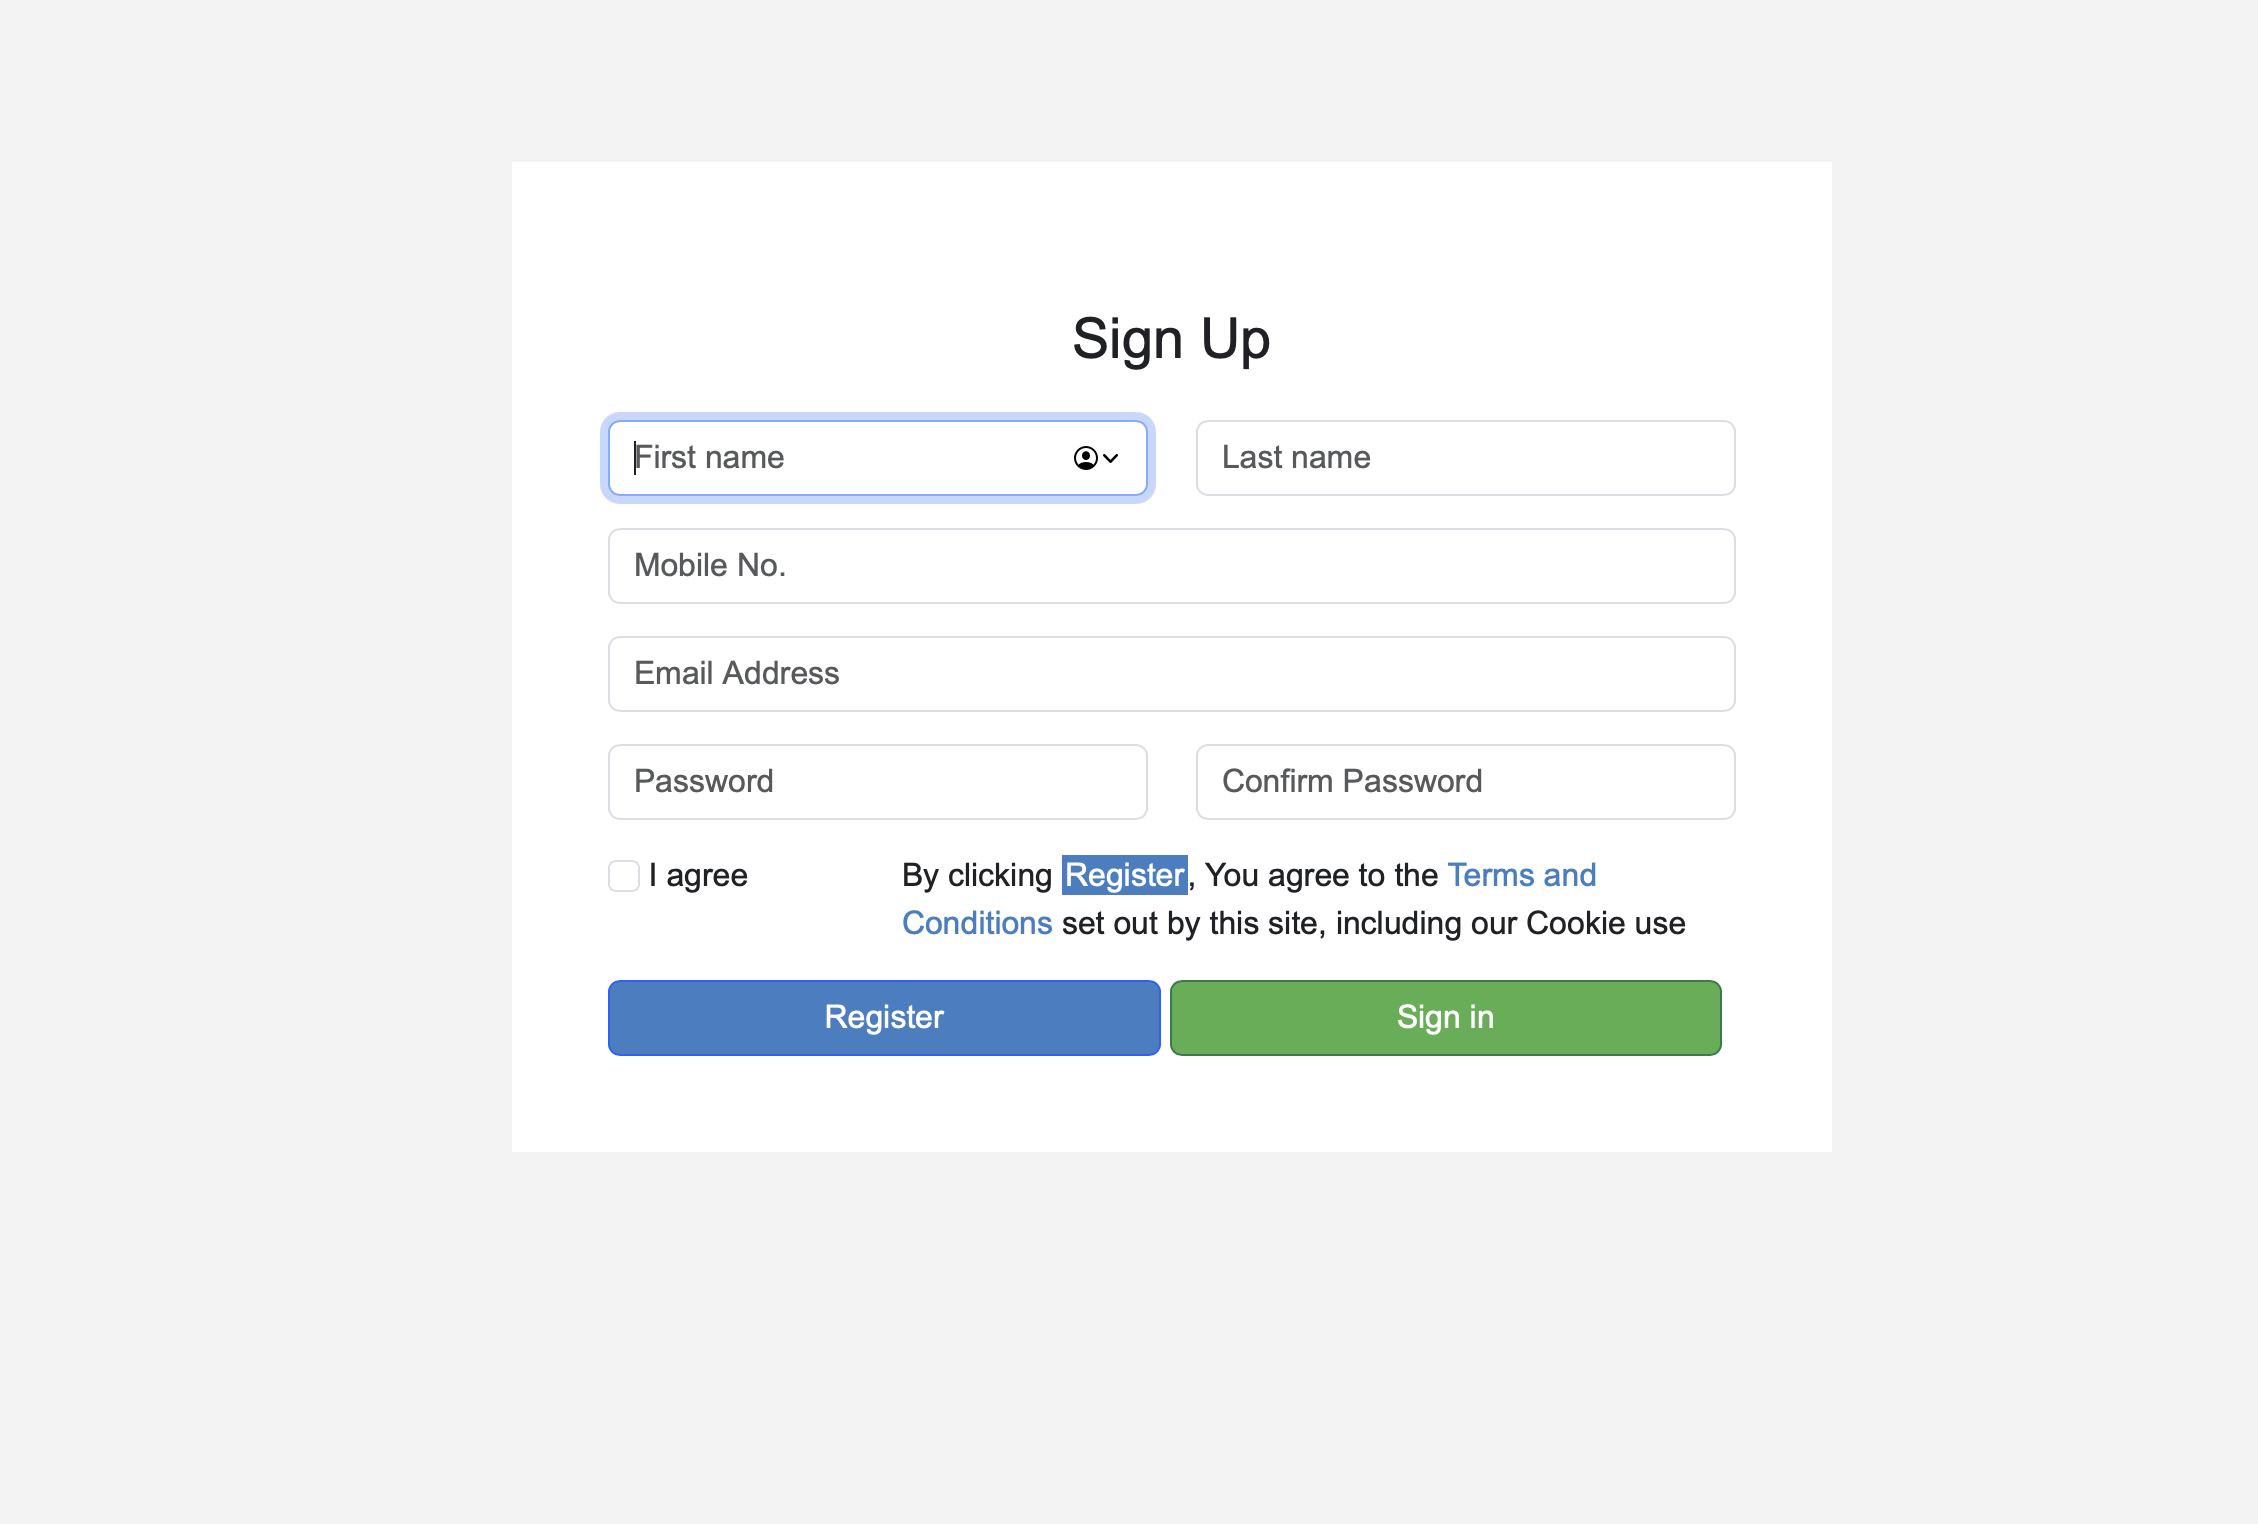 Sign Up
First name
Last name
Mobile No.
Email Address
Password
Confirm Password
I agree
By clicking Register, You agree to the Terms and
Conditions set out by this site, including our Cookie use
Register
Sign in